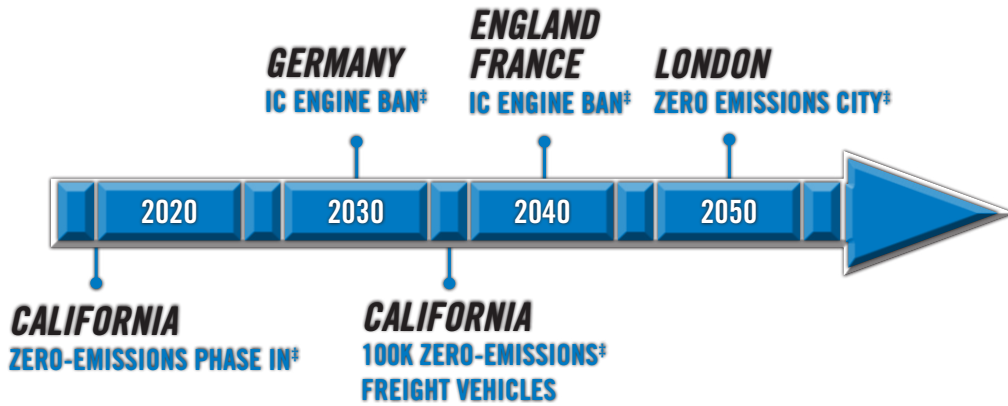 GERMANY
IC ENGINE BAN‡
ENGLAND
FRANCE
IC ENGINE BAN‡
LONDON
ZERO EMISSIONS CITY‡
2020
2030
2040
2050
CALIFORNIA
ZERO-EMISSIONS PHASE IN‡
CALIFORNIA
100K ZERO-EMISSIONS‡
FREIGHT VEHICLES